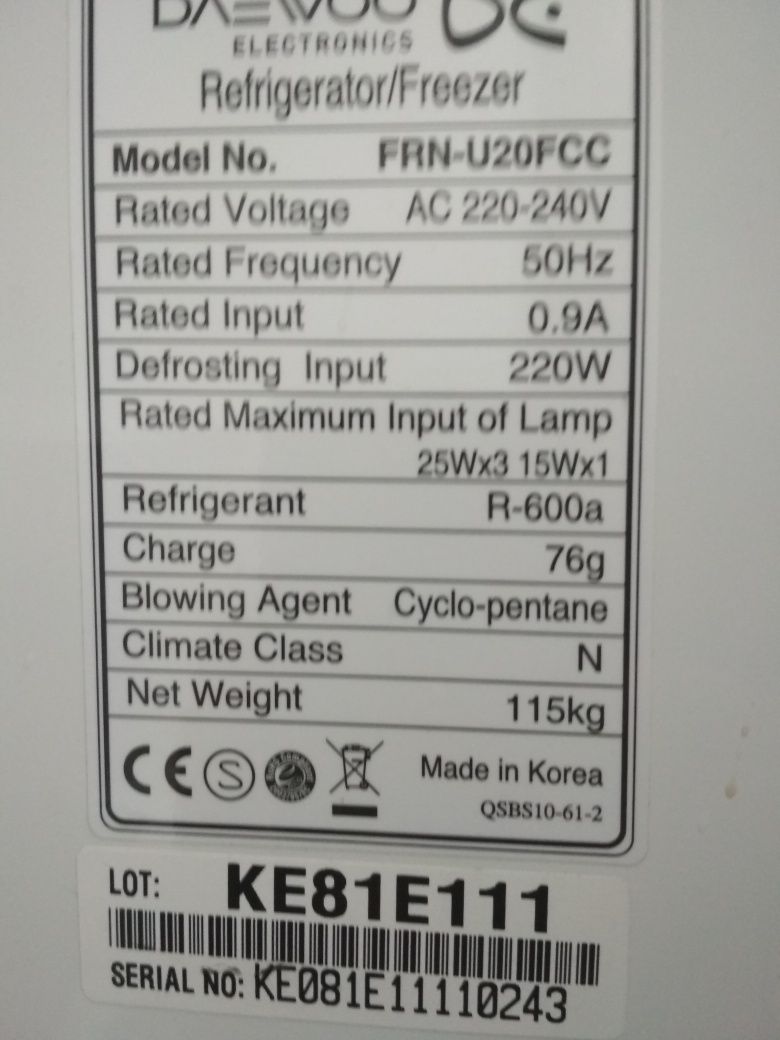 DAEWOO
ELECTRONICS
Refrigerator/Freezer
Model No. FRN-U20FCC
Rated Voltage AC 220-240V
Rated Frequency 50Hz
Rated Input 0.9A
Defrosting Input 220W
Rated Maximum Input of Lamp
25Wx3 15Wx1
Refrigerant R-600a
Charge 76g
Blowing Agent Cyclo-pentane
Climate Class N
Net Weight 115kg
CE S Made in Korea
QSBS10-61-2
LOT: KE81E111
SERIAL NO: KE081E11110243